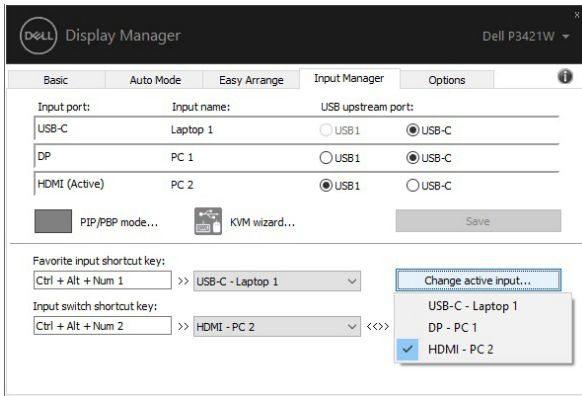 DELL Display Manager Dell P3421W
x
Basic Auto Mode Easy Arrange Input Manager Options
Input port: Input name: USB upstream port:
USB-C Laptop 1 USB1 USB-C
DP PC 1 USB1 USB-C
HDMI (Active) PC 2 USB1 USB-C
PIP/PBP mode... KVM wizard... Save
Favorite input shortcut key:
Ctrl + Alt + Num 1 >> USB-C - Laptop 1 Change active input...
Input switch shortcut key:
Ctrl + Alt + Num 2 >> HDMI - PC 2 <<>>
USB-C - Laptop 1
DP - PC 1
HDMI - PC 2